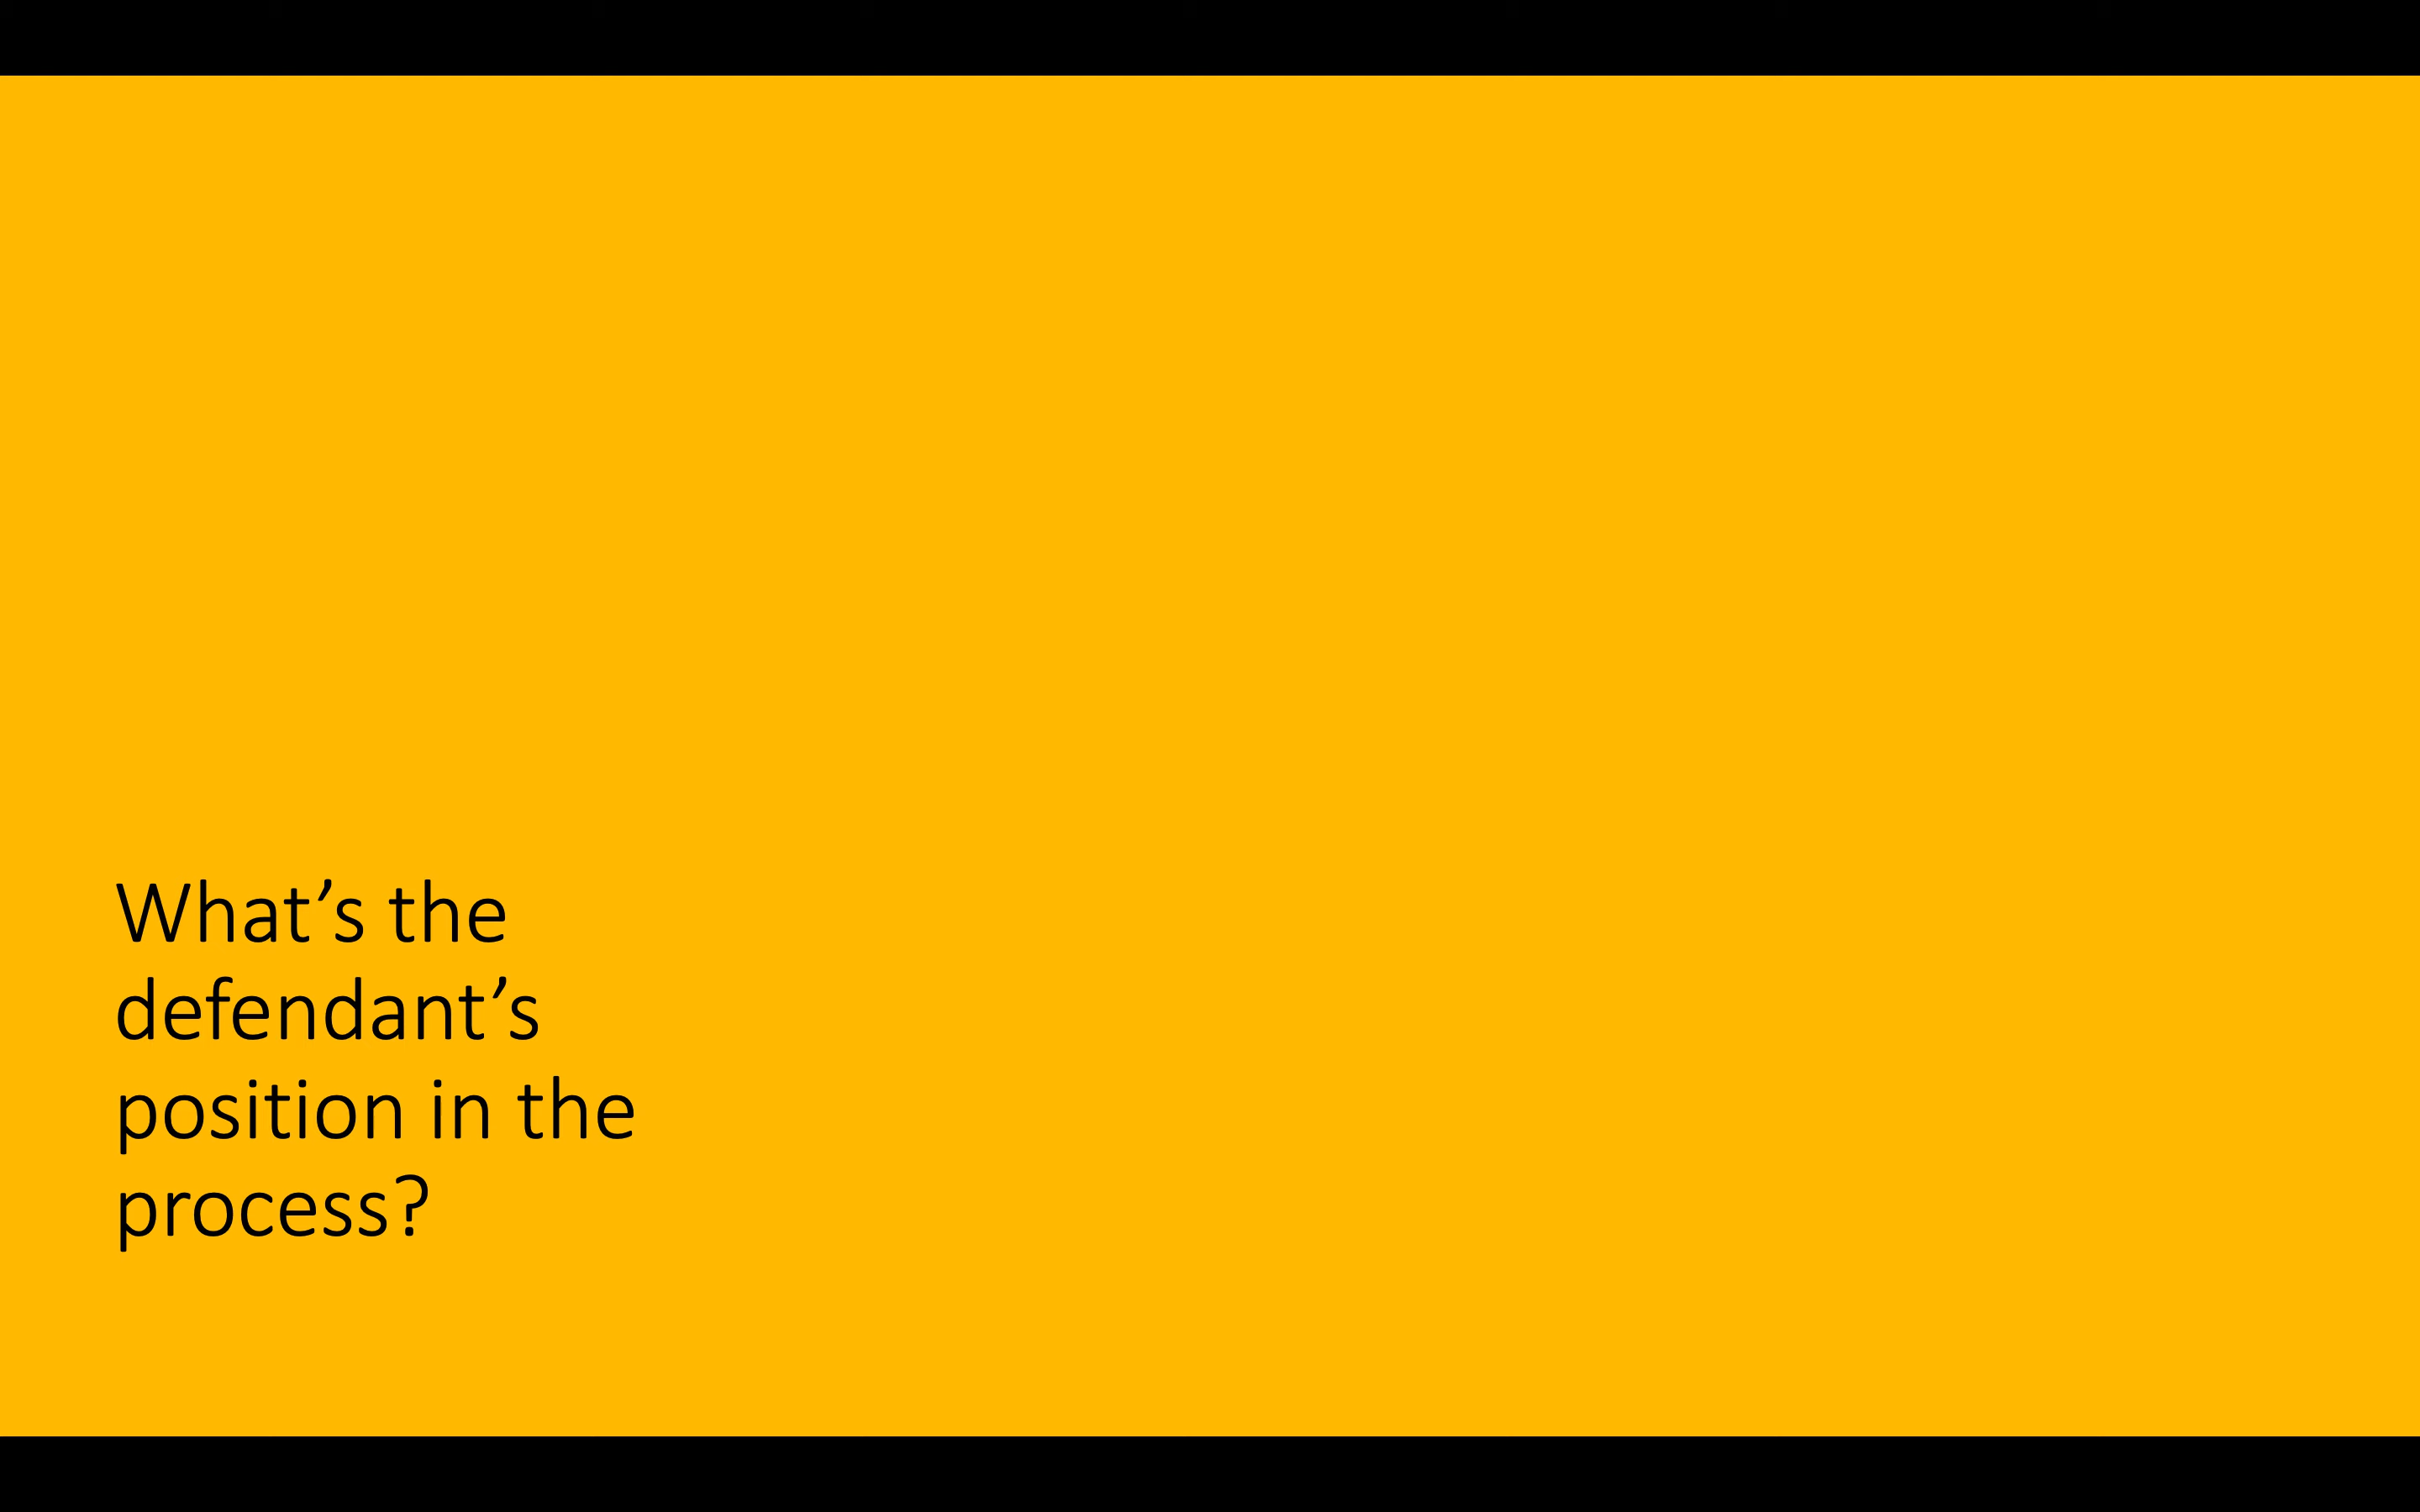 What’s the
defendant’s
position in the
process?